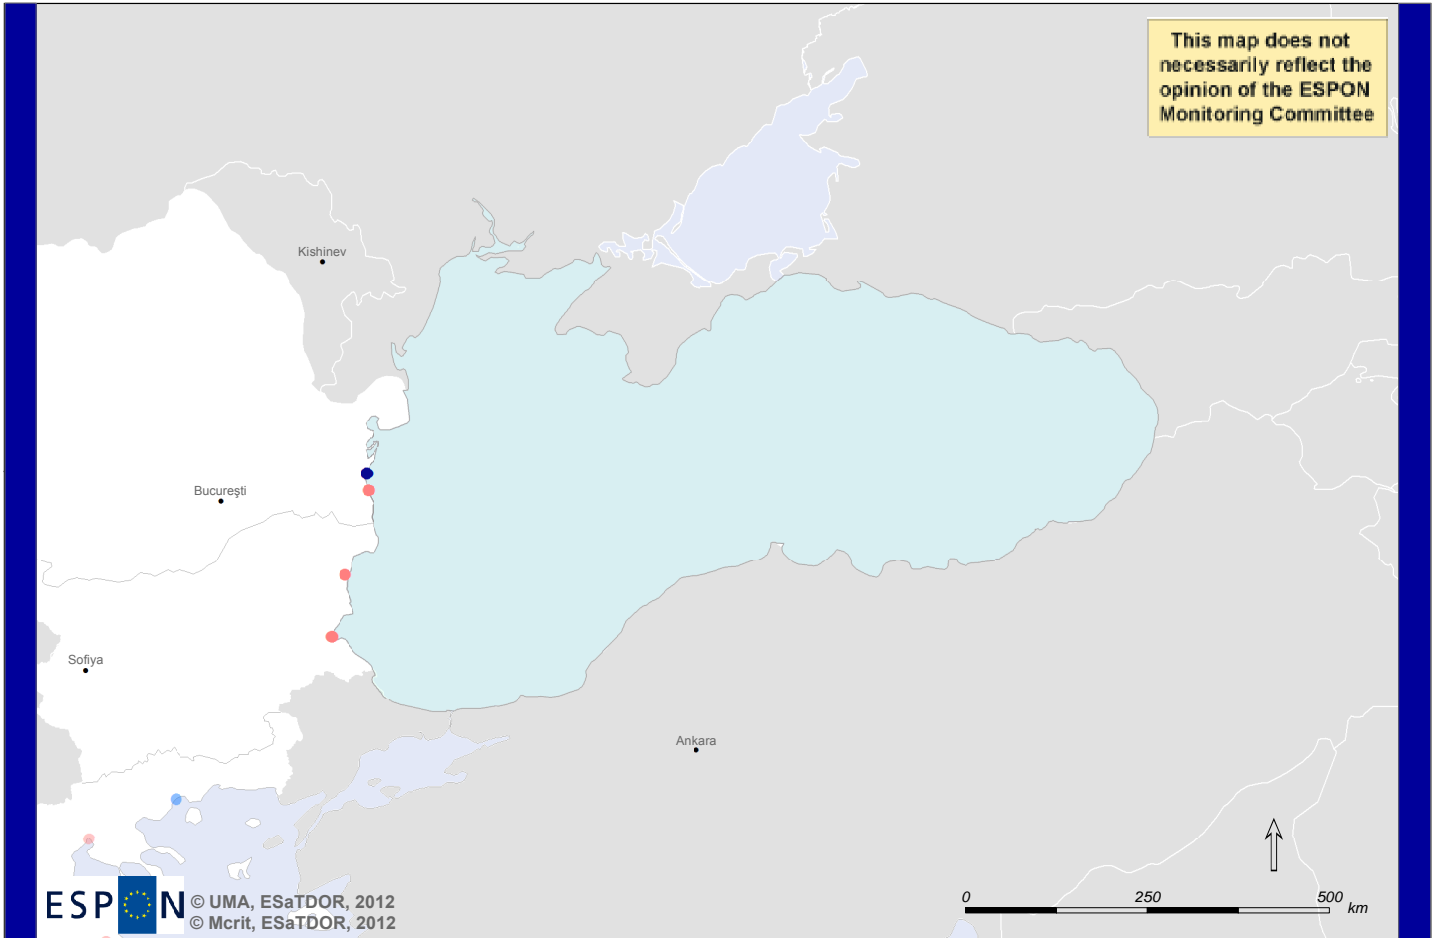 This map does not
necessarily reflect the
opinion of the ESPON
Monitoring Committee
Kishinev
Bucureşti
Sofiya
Ankara
ESPON
© UMA, ESaTDOR, 2012
© Mcrit, ESaTDOR, 2012
0 250 500
km